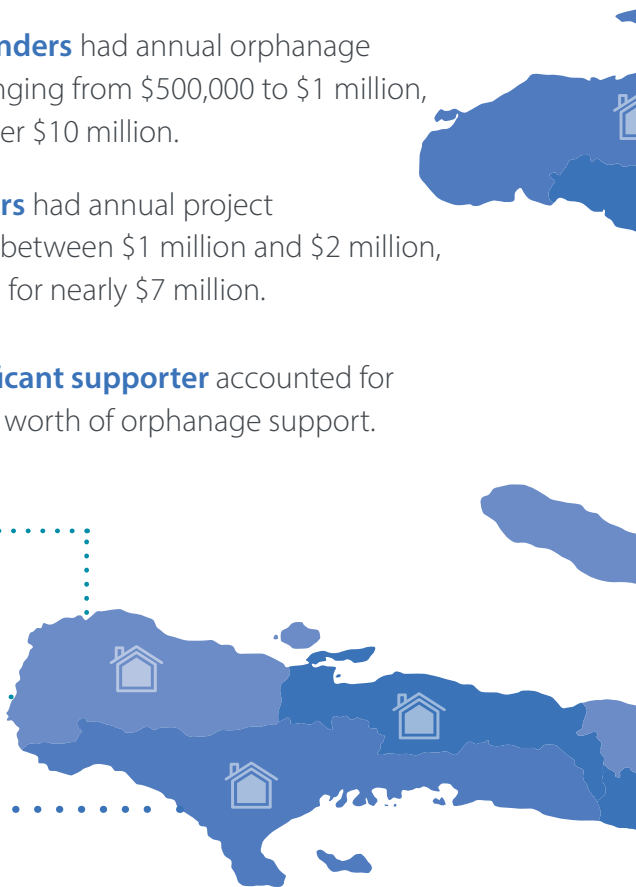 nders had annual orphanage
nging from $500,000 to $1 million,
er $10 million.
rs had annual project
between $1 million and $2 million,
for nearly $7 million.
ficant supporter accounted for
worth of orphanage support.